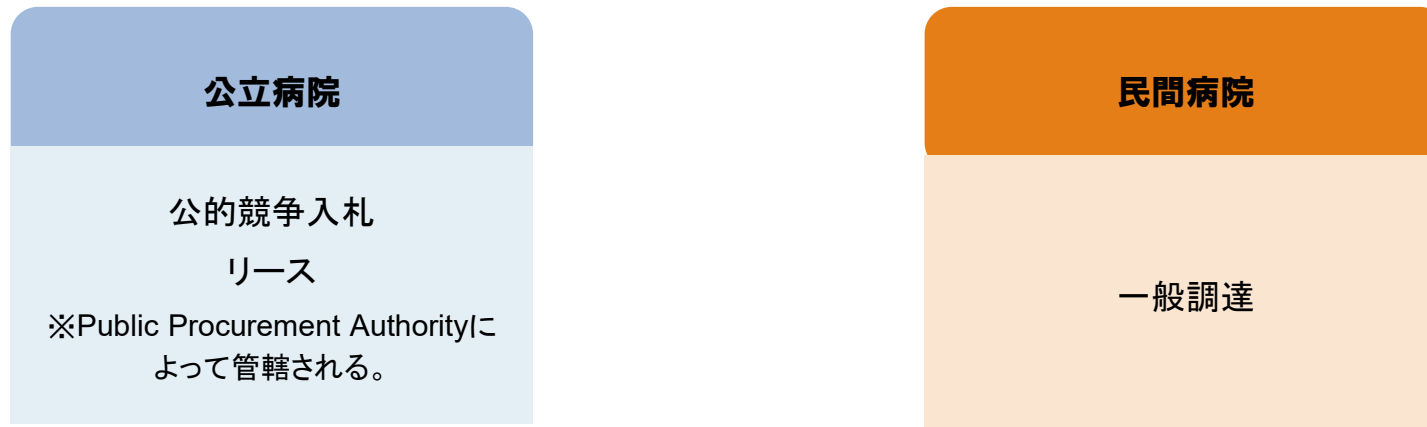 公立病院
公的競争入札
リース
※Public Procurement Authorityに
よって管轄される。
民間病院
一般調達